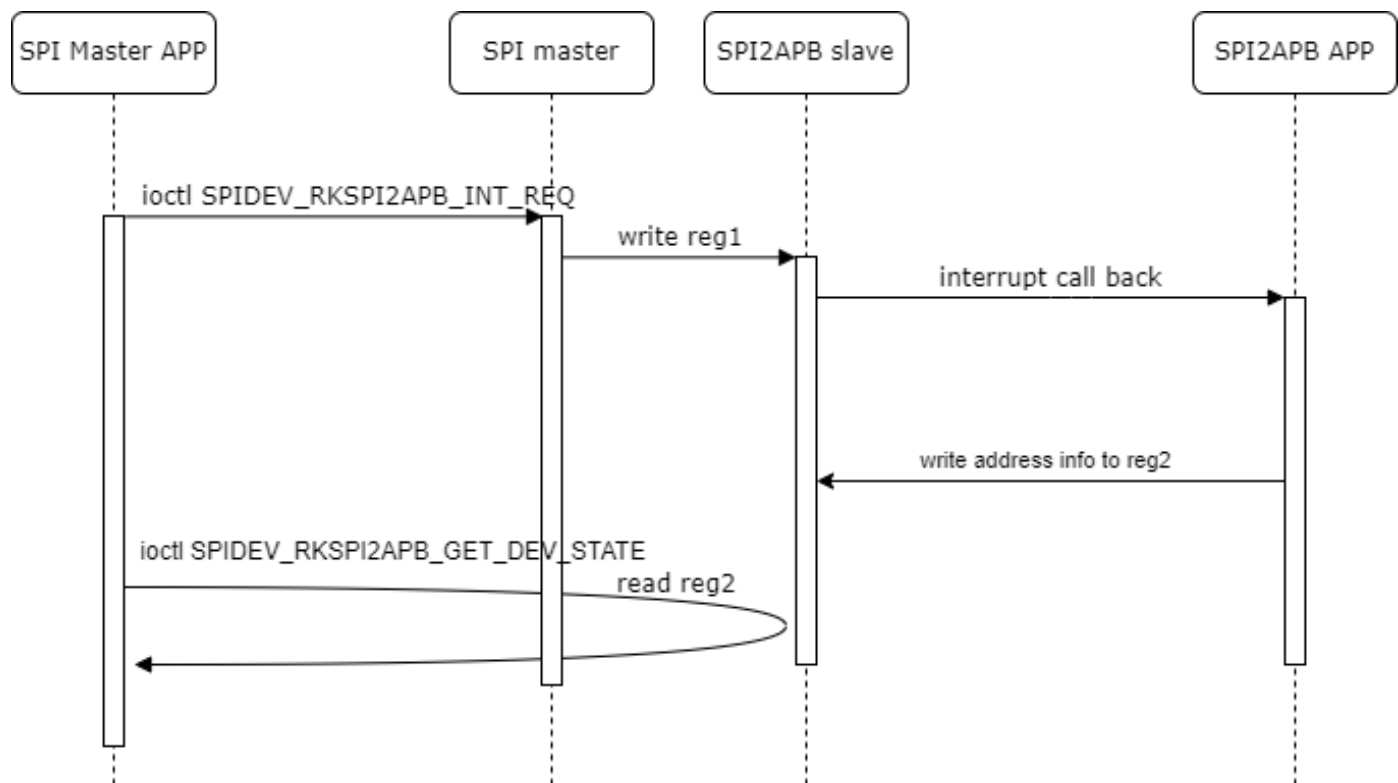 SPI Master APP
SPI master
SPI2APB slave
SPI2APB APP
ioctl SPIDEV_RKSPI2APB_INT_REQ
write reg1
interrupt call back
write address info to reg2
ioctl SPIDEV_RKSPI2APB_GET_DEV_STATE
read reg2